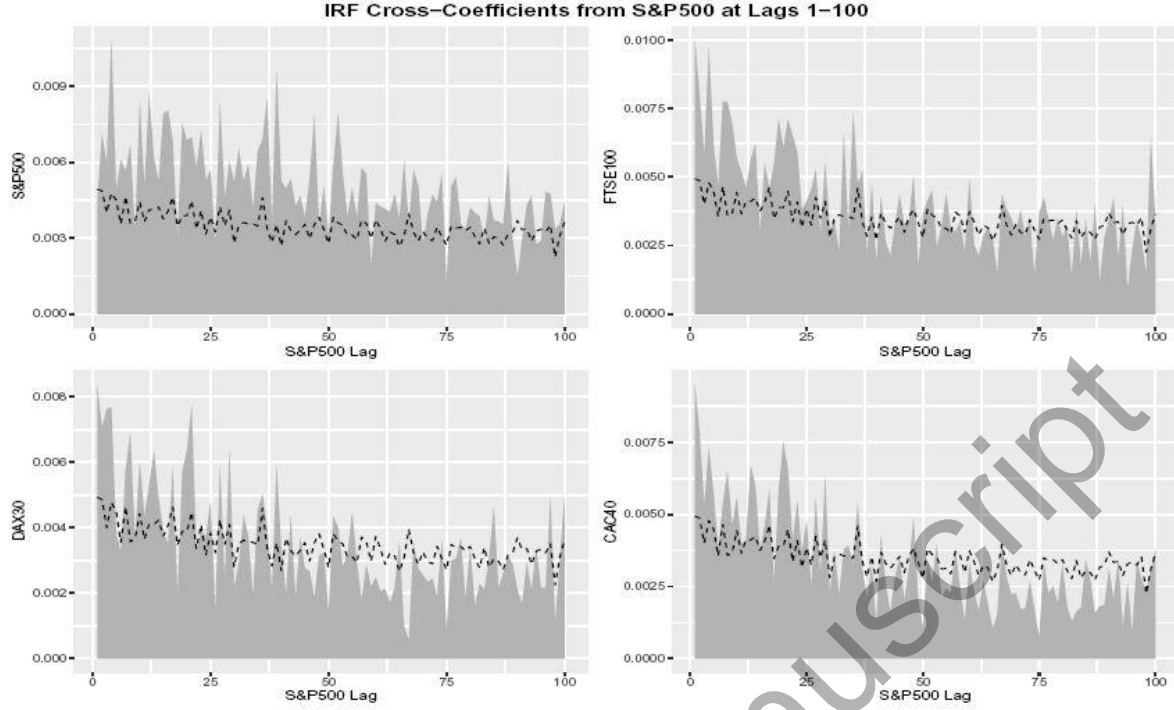 IRF Cross-Coefficients from S&P500 at Lags 1-100
S&P500
0.009
0.006
0.003
0.000
0 25 50 75 100
S&P500 Lag
FTSE100
0.0100
0.0075
0.0050
0.0025
0.0000
0 25 50 75 100
S&P500 Lag
DAX30
0.008
0.006
0.004
0.002
0.000
0 25 50 75 100
S&P500 Lag
CAC40
0.0075
0.0050
0.0025
0.0000
0 25 50 75 100
S&P500 Lag
nuscript